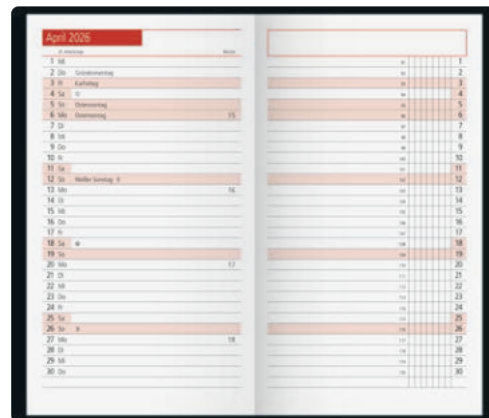 April 2026
Woche
1 Mi
2 Do Gründonnerstag
3 Fr Karfreitag
4 Sa
5 So Ostersonntag
6 Mo Ostermontag 15
7 Di
8 Mi
9 Do
10 Fr
11 Sa
12 So Weißer Sonntag
13 Mo 16
14 Di
15 Mi
16 Do
17 Fr
18 Sa
19 So
20 Mo 17
21 Di
22 Mi
23 Do
24 Fr
25 Sa
26 So
27 Mo 18
28 Di
29 Mi
30 Do
1
2
3
4
5
6
7
8
9
10
11
12
13
14
15
16
17
18
19
20
21
22
23
24
25
26
27
28
29
30